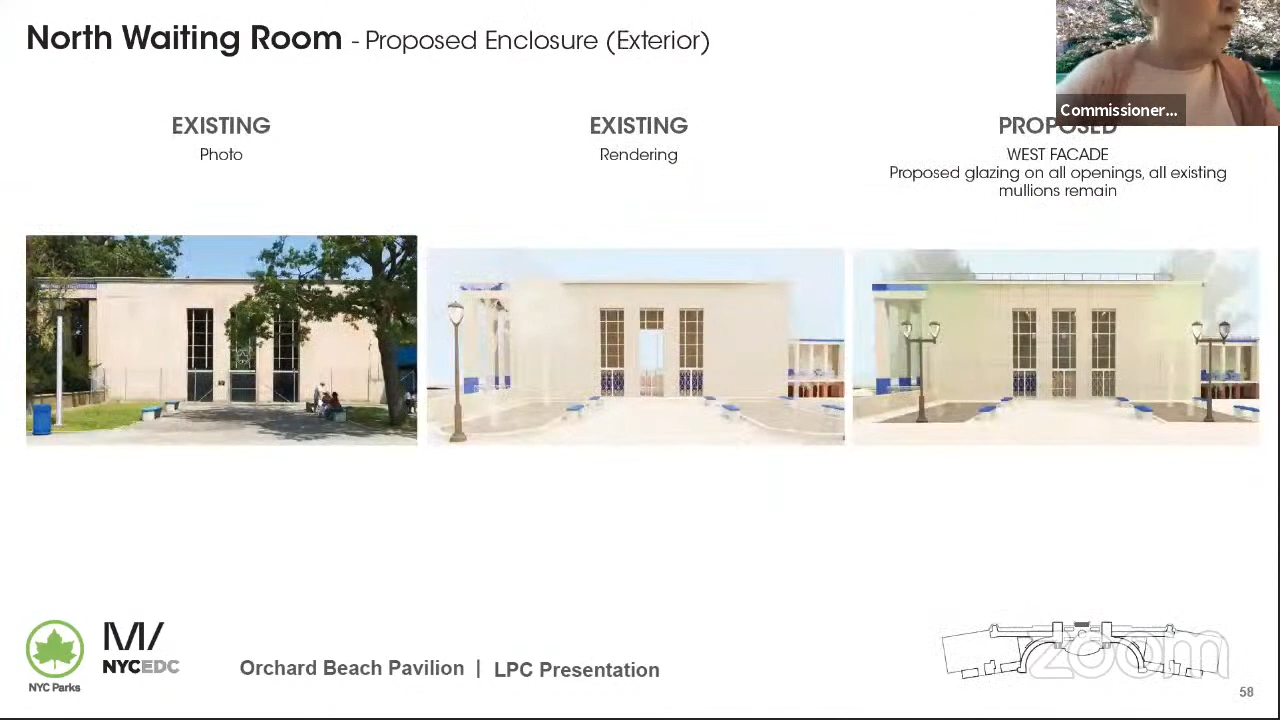 North Waiting Room - Proposed Enclosure (Exterior)
Commissioner...
EXISTING
Photo
EXISTING
Rendering
PROPOSED
WEST FACADE
Proposed glazing on all openings, all existing
mullions remain
NYC Parks
NYCEDC
Orchard Beach Pavilion | LPC Presentation
zoom
58